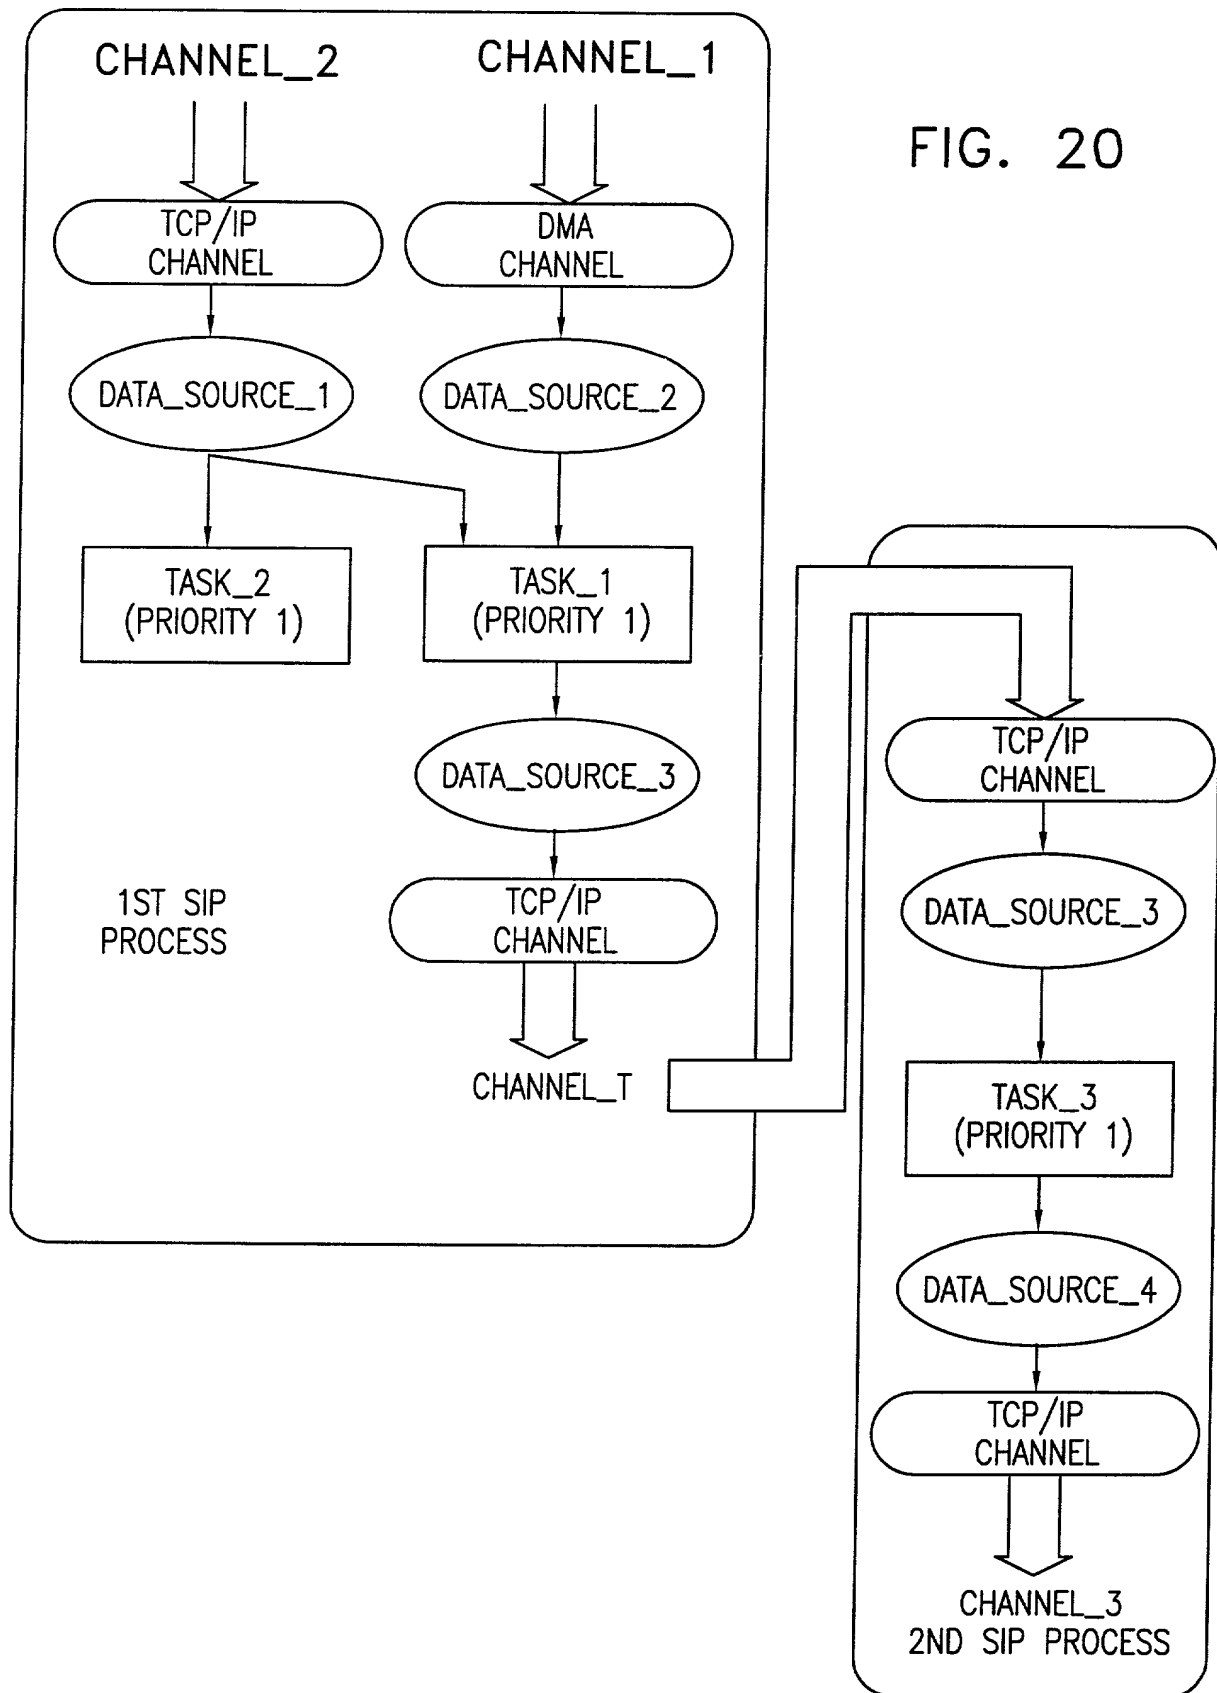 CHANNEL_2
CHANNEL_1
FIG. 20
TCP/IP
CHANNEL
DMA
CHANNEL
DATA_SOURCE_1
DATA_SOURCE_2
TASK_2
(PRIORITY 1)
TASK_1
(PRIORITY 1)
DATA_SOURCE_3
TCP/IP
CHANNEL
1ST SIP
PROCESS
CHANNEL_T
TCP/IP
CHANNEL
DATA_SOURCE_3
TASK_3
(PRIORITY 1)
DATA_SOURCE_4
TCP/IP
CHANNEL
CHANNEL_3
2ND SIP PROCESS